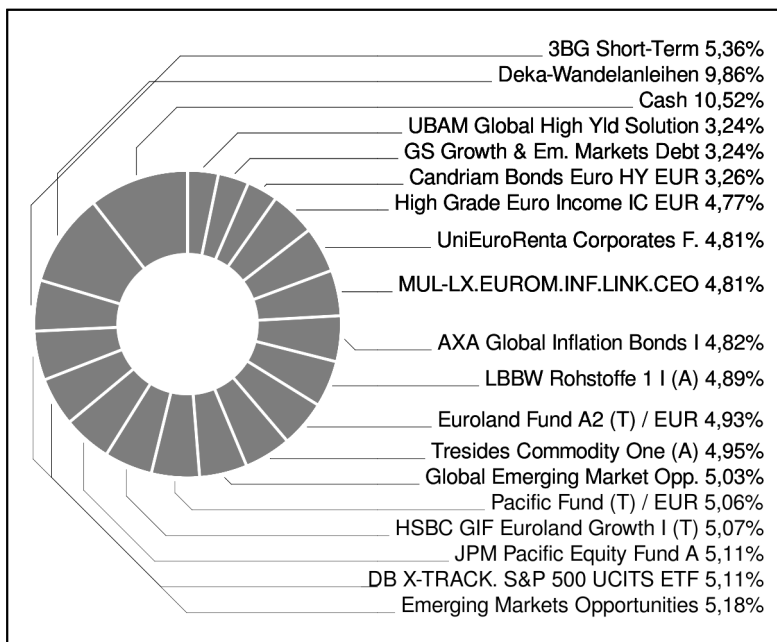 3BG Short-Term 5,36%
Deka-Wandelanleihen 9,86%
Cash 10,52%
UBAM Global High Yld Solution 3,24%
GS Growth & Em. Markets Debt 3,24%
Candriam Bonds Euro HY EUR 3,26%
High Grade Euro Income IC EUR 4,77%
UniEuroRenta Corporates F. 4,81%
MUL-LX.EUROM.INF.LINK.CEO 4,81%
AXA Global Inflation Bonds I 4,82%
LBBW Rohstoffe 1 I (A) 4,89%
Euroland Fund A2 (T) / EUR 4,93%
Tresides Commodity One (A) 4,95%
Global Emerging Market Opp. 5,03%
Pacific Fund (T) / EUR 5,06%
HSBC GIF Euroland Growth I (T) 5,07%
JPM Pacific Equity Fund A 5,11%
DB X-TRACK. S&P 500 UCITS ETF 5,11%
Emerging Markets Opportunities 5,18%